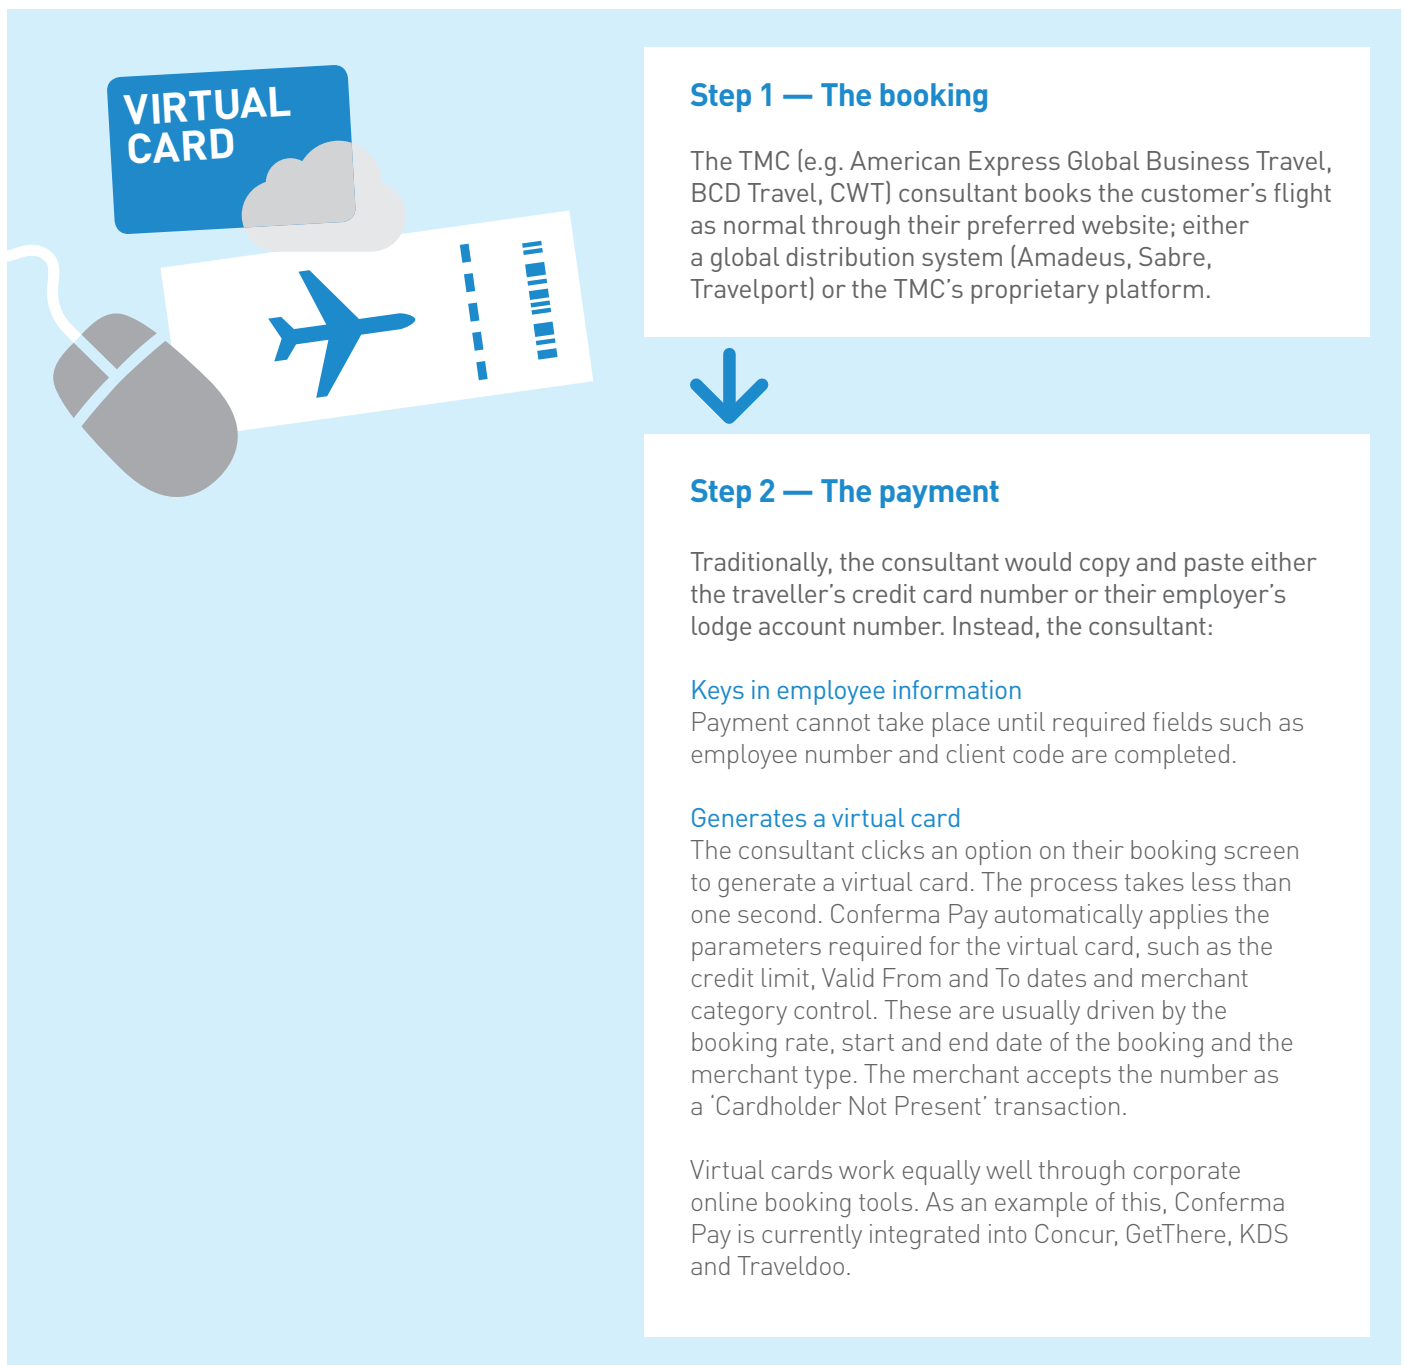 VIRTUAL
CARD
Step 1 — The booking
The TMC (e.g. American Express Global Business Travel,
BCD Travel, CWT) consultant books the customer’s flight
as normal through their preferred website; either
a global distribution system (Amadeus, Sabre,
Travelport) or the TMC’s proprietary platform.
Step 2 — The payment
Traditionally, the consultant would copy and paste either
the traveller’s credit card number or their employer’s
lodge account number. Instead, the consultant:
Keys in employee information
Payment cannot take place until required fields such as
employee number and client code are completed.
Generates a virtual card
The consultant clicks an option on their booking screen
to generate a virtual card. The process takes less than
one second. Conferma Pay automatically applies the
parameters required for the virtual card, such as the
credit limit, Valid From and To dates and merchant
category control. These are usually driven by the
booking rate, start and end date of the booking and the
merchant type. The merchant accepts the number as
a ‘Cardholder Not Present’ transaction.
Virtual cards work equally well through corporate
online booking tools. As an example of this, Conferma
Pay is currently integrated into Concur, GetThere, KDS
and Traveldoo.